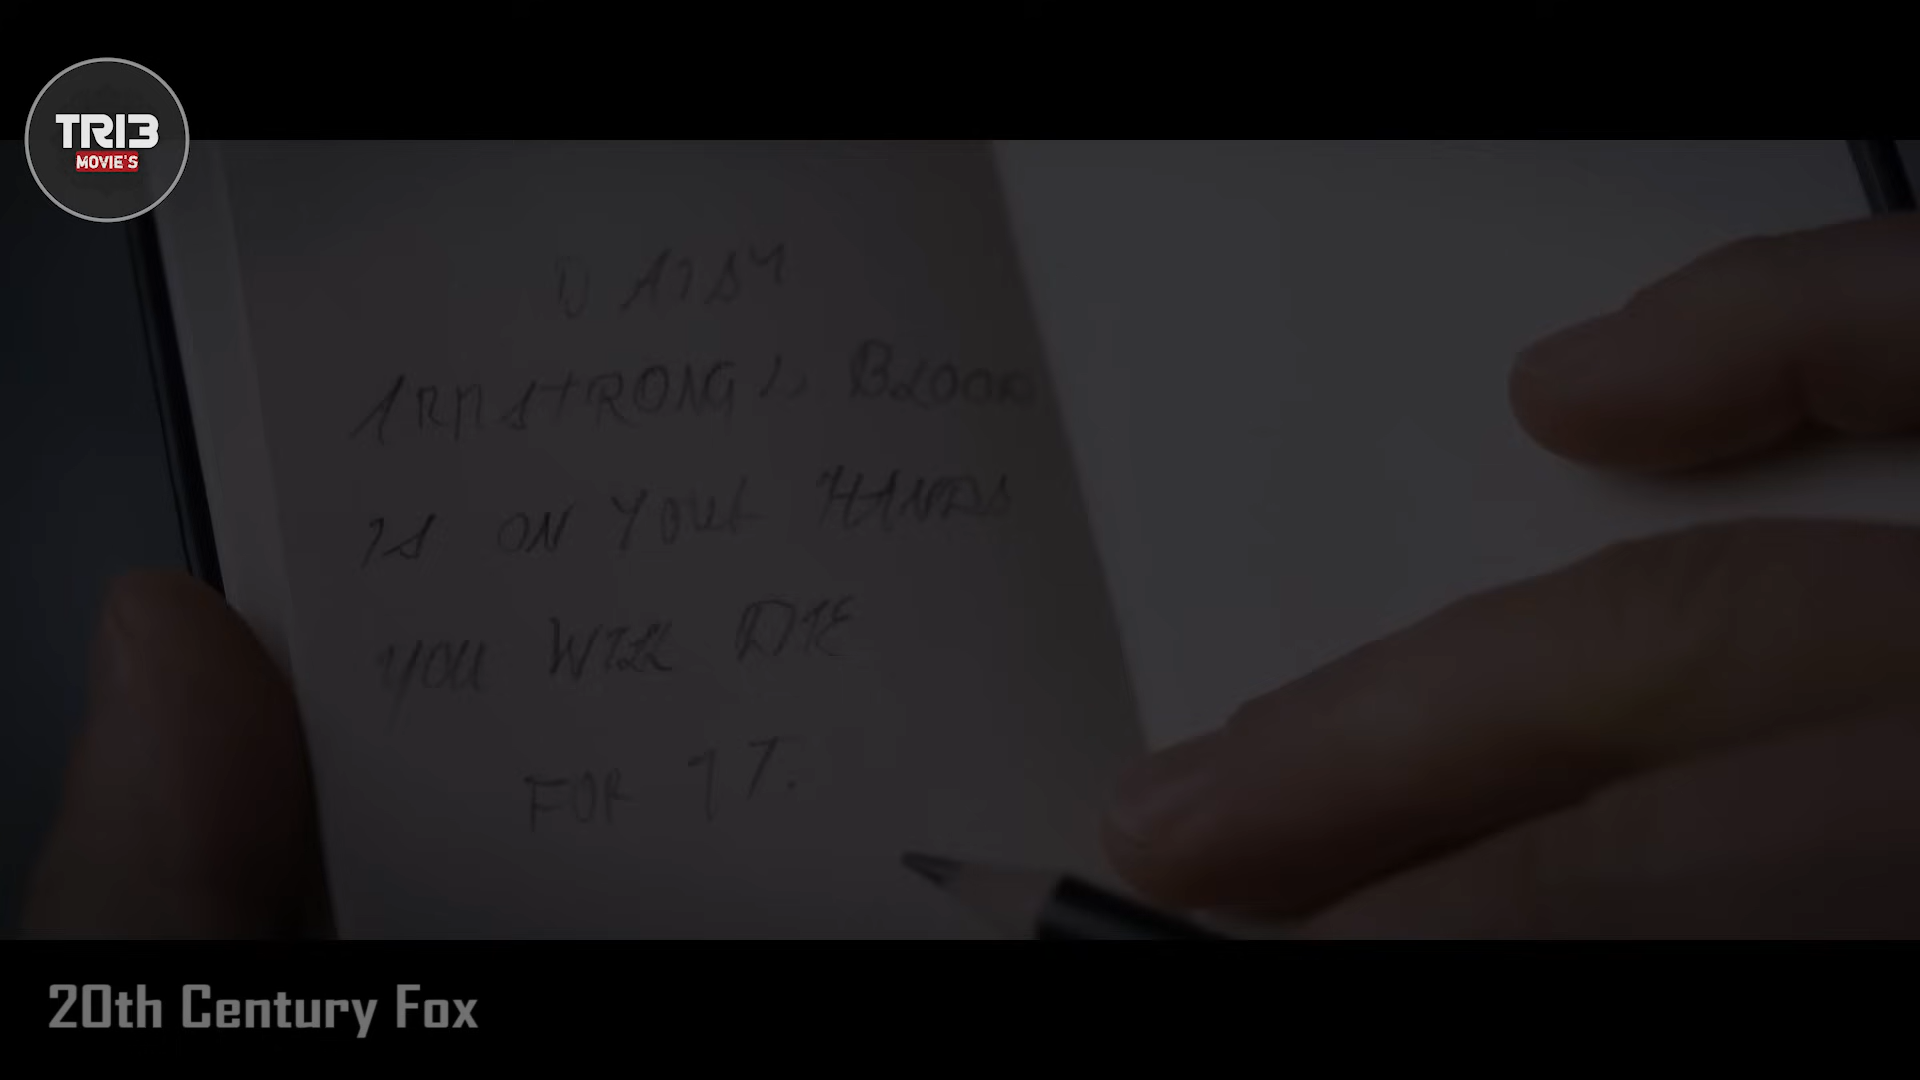 TRI3
MOVIE'S
DAISY
ARMSTRONG'S BLOOD
IS ON YOUR HANDS
YOU WILL DIE
FOR IT.
20th Century Fox